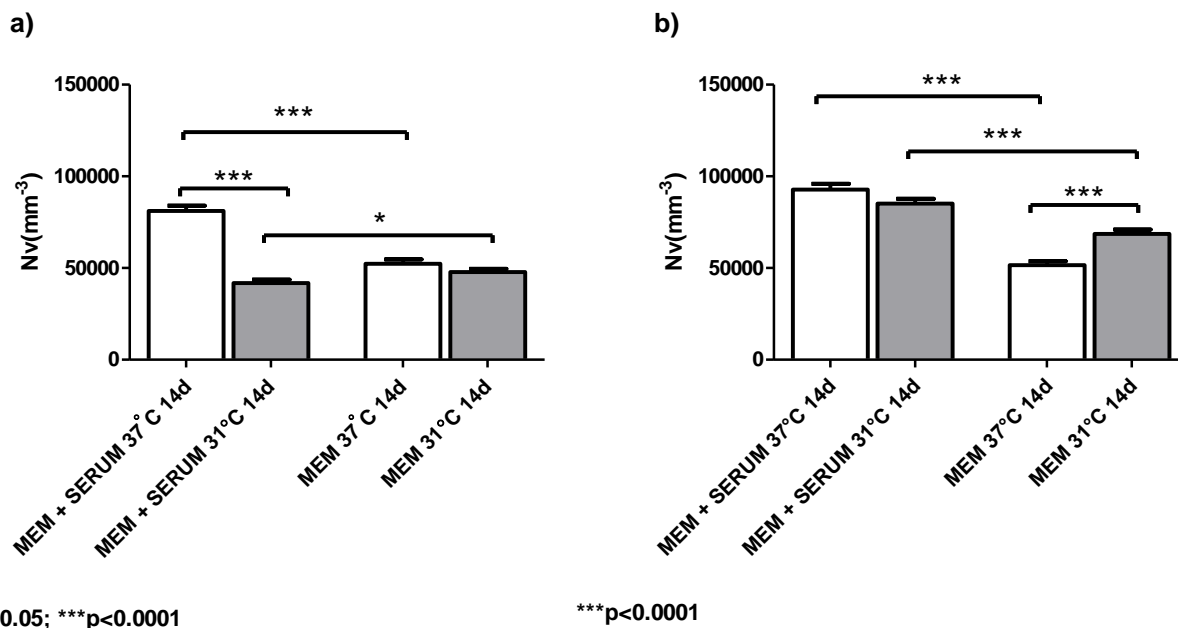 a)
150000
100000
50000
0
Nv(mm-3)
***
***
*
MEM + SERUM 37°C 14d
MEM + SERUM 31°C 14d
MEM 37°C 14d
MEM 31°C 14d
0.05; ***p<0.0001
b)
150000
100000
50000
0
Nv(mm-3)
***
***
***
MEM + SERUM 37°C 14d
MEM + SERUM 31°C 14d
MEM 37°C 14d
MEM 31°C 14d
***p<0.0001